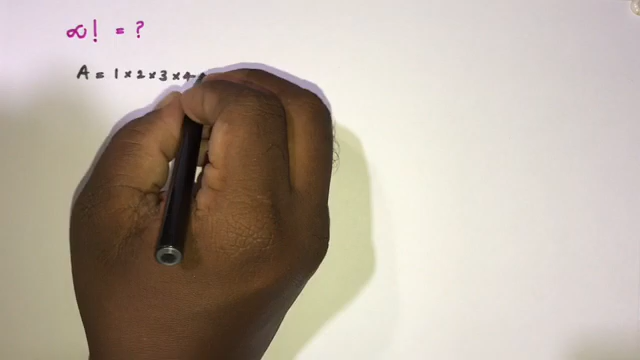 ∞! = ?
A = 1 × 2 × 3 × 4